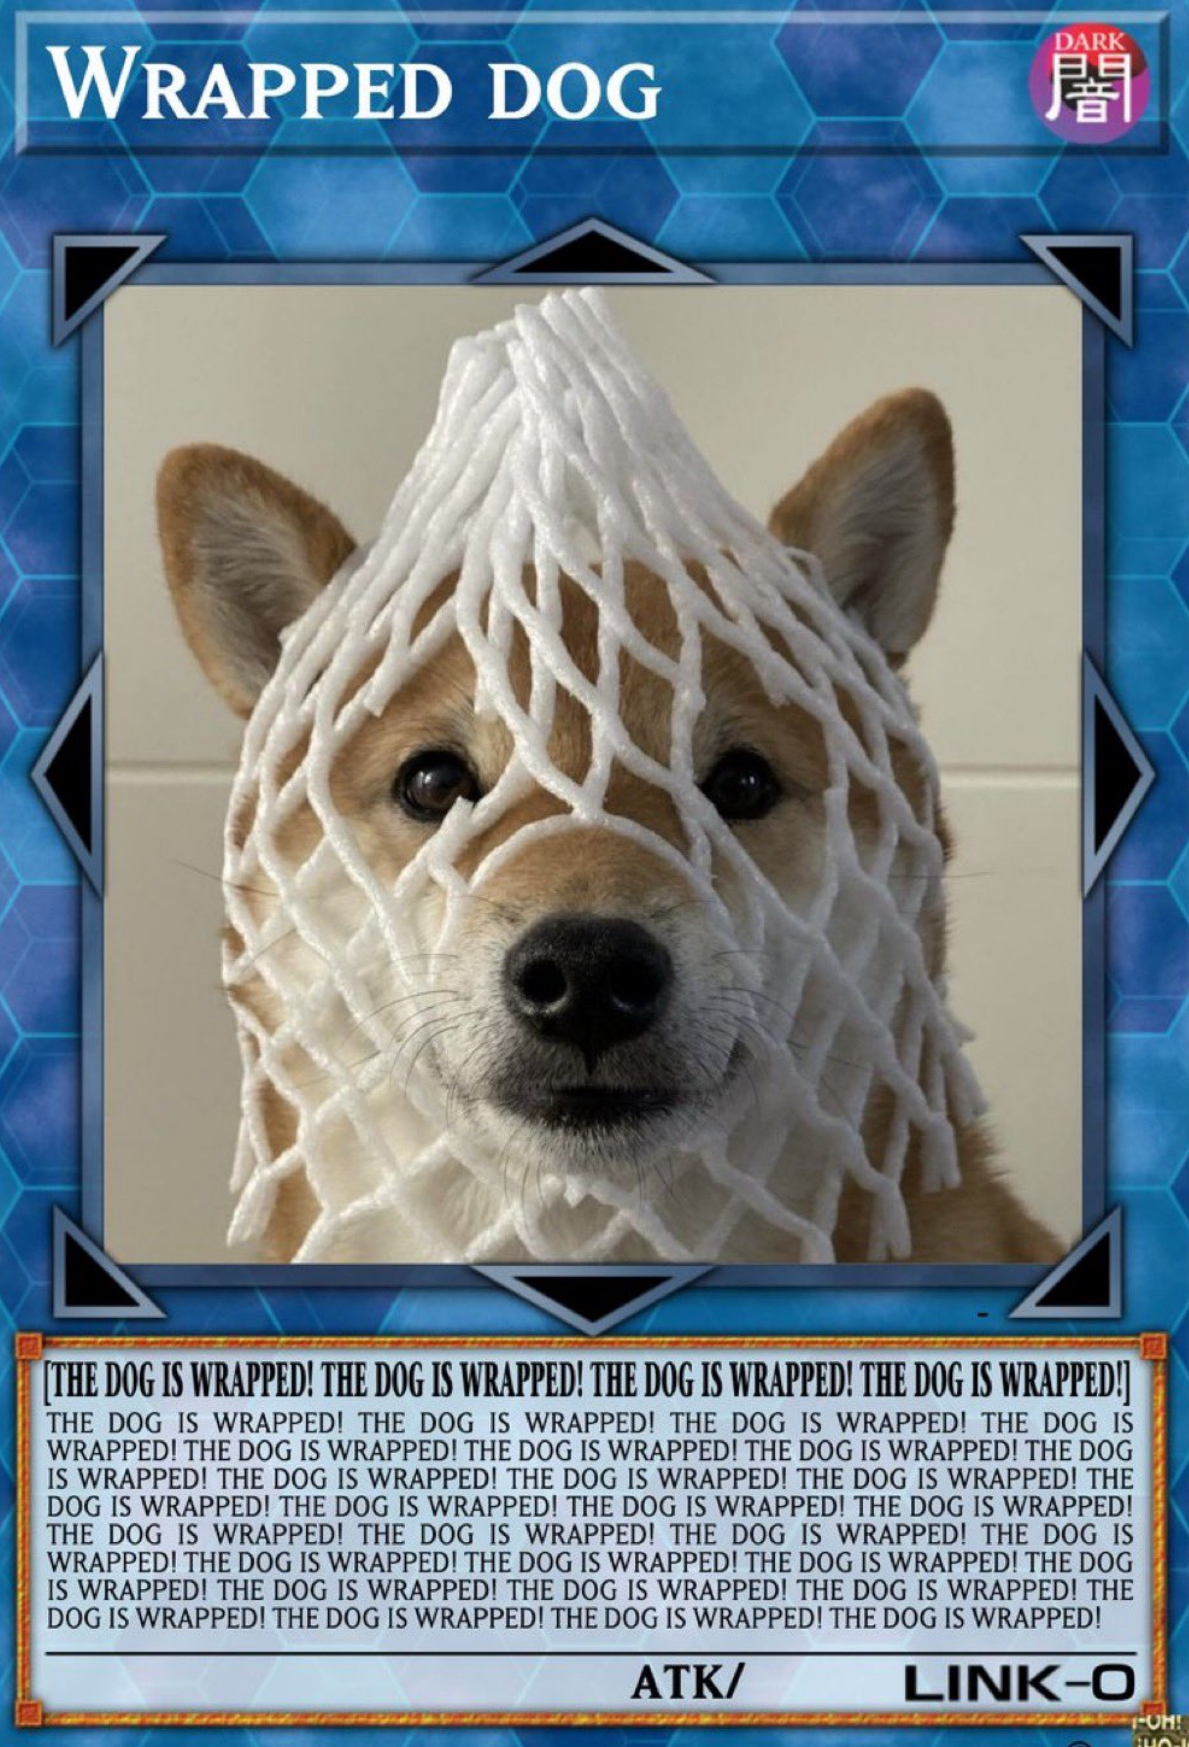 WRAPPED DOG
DARK
闇
[THE DOG IS WRAPPED! THE DOG IS WRAPPED! THE DOG IS WRAPPED! THE DOG IS WRAPPED!]
THE DOG IS WRAPPED! THE DOG IS WRAPPED! THE DOG IS WRAPPED! THE DOG IS
WRAPPED! THE DOG IS WRAPPED! THE DOG IS WRAPPED! THE DOG IS WRAPPED! THE DOG
IS WRAPPED! THE DOG IS WRAPPED! THE DOG IS WRAPPED! THE DOG IS WRAPPED! THE
DOG IS WRAPPED! THE DOG IS WRAPPED! THE DOG IS WRAPPED! THE DOG IS WRAPPED!
THE DOG IS WRAPPED! THE DOG IS WRAPPED! THE DOG IS WRAPPED! THE DOG IS
WRAPPED! THE DOG IS WRAPPED! THE DOG IS WRAPPED! THE DOG IS WRAPPED! THE DOG
IS WRAPPED! THE DOG IS WRAPPED! THE DOG IS WRAPPED! THE DOG IS WRAPPED! THE
DOG IS WRAPPED! THE DOG IS WRAPPED! THE DOG IS WRAPPED! THE DOG IS WRAPPED!
ATK/ LINK-0